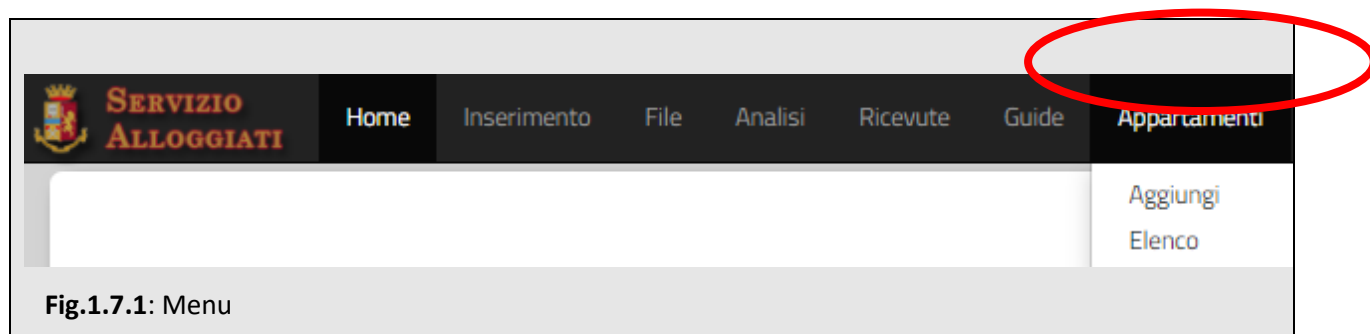 SERVIZIO
ALLOGGIATI
Home Inserimento File Analisi Ricevute Guide Appartamenti
Aggiungi
Elenco
Fig.1.7.1: Menu